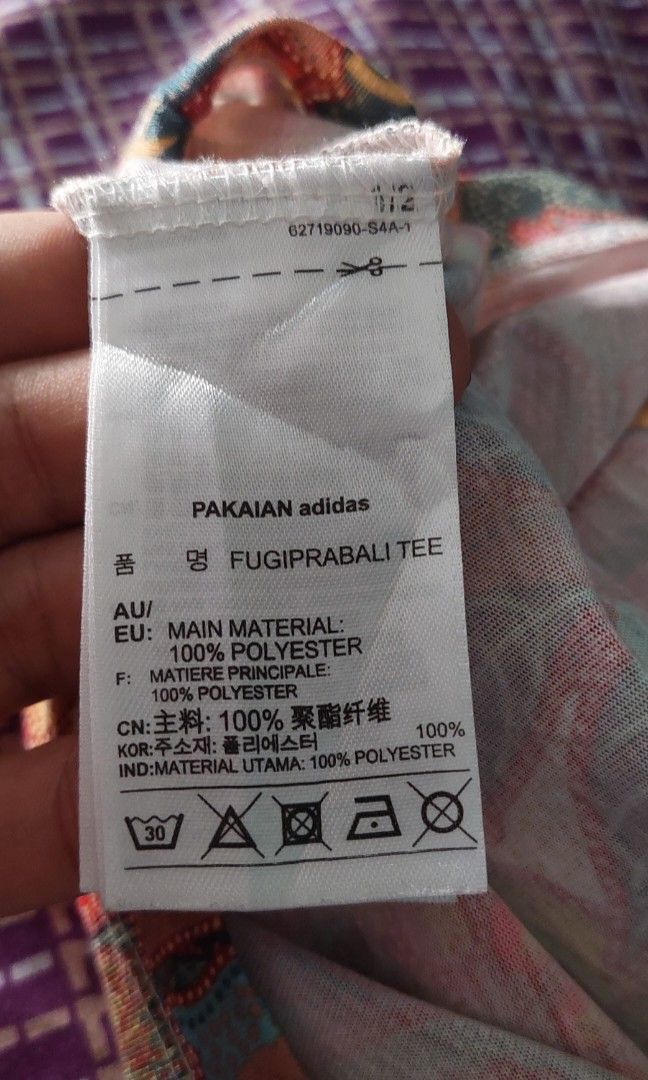 62719090-S4A-1
PAKAIAN adidas
품 명 FUGIPRABALI TEE
AU/
EU: MAIN MATERIAL:
100% POLYESTER
F: MATIERE PRINCIPALE:
100% POLYESTER
CN:主料: 100% 聚酯纤维
KOR:주소재: 폴리에스터 100%
IND:MATERIAL UTAMA: 100% POLYESTER
30